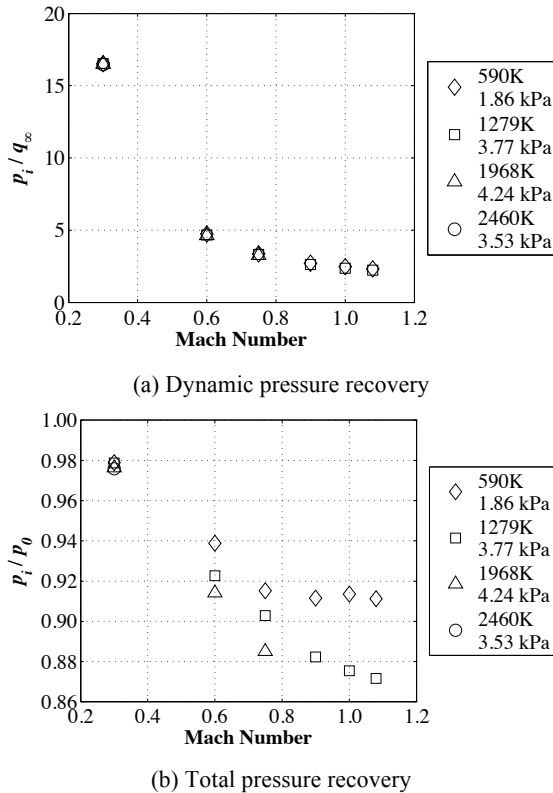 20
15
10
5
0
p_i / q_∞
0.2 0.4 0.6 0.8 1.0 1.2
Mach Number
590K
1.86 kPa
1279K
3.77 kPa
1968K
4.24 kPa
2460K
3.53 kPa
(a) Dynamic pressure recovery
1.00
0.98
0.96
0.94
0.92
0.90
0.88
0.86
p_i / p_0
0.2 0.4 0.6 0.8 1.0 1.2
Mach Number
590K
1.86 kPa
1279K
3.77 kPa
1968K
4.24 kPa
2460K
3.53 kPa
(b) Total pressure recovery